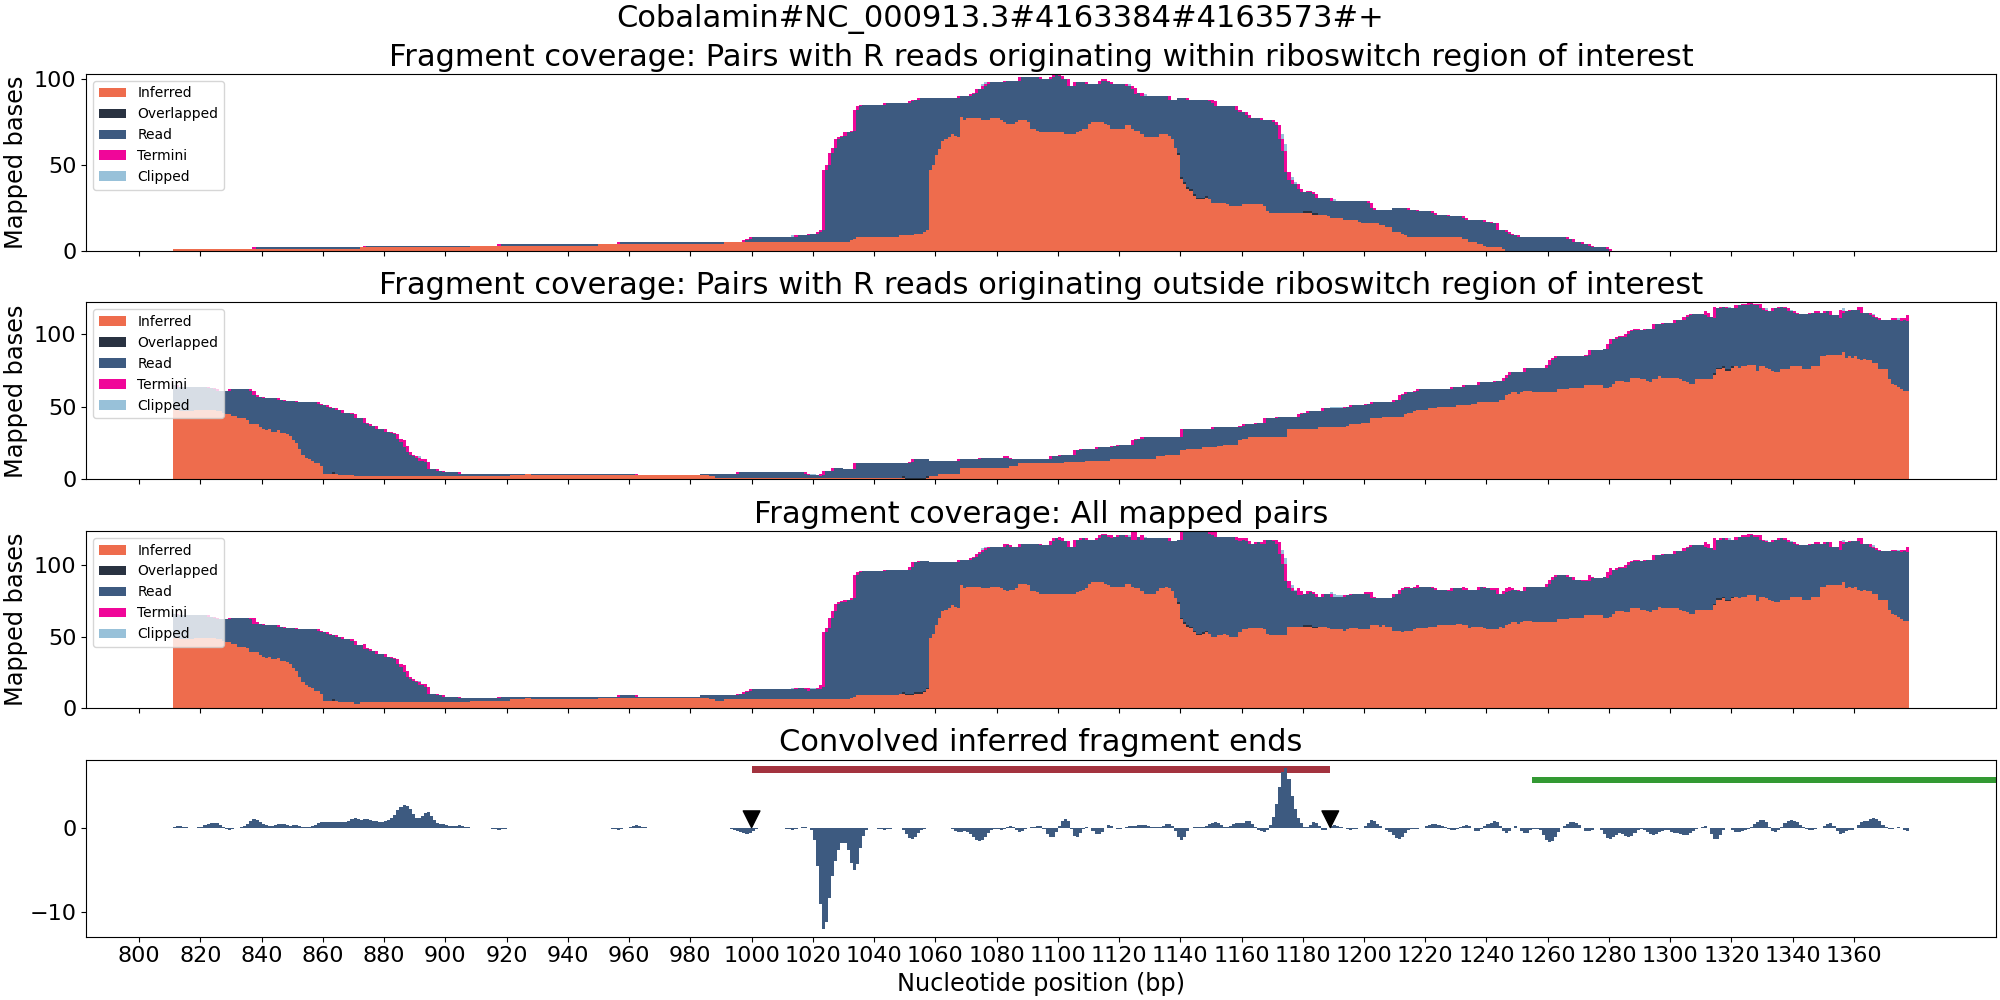 Cobalamin#NC_000913.3#4163384#4163573#+
Fragment coverage: Pairs with R reads originating within riboswitch region of interest
Mapped bases
100
50
0
Inferred
Overlapped
Read
Termini
Clipped
Fragment coverage: Pairs with R reads originating outside riboswitch region of interest
Mapped bases
100
50
0
Inferred
Overlapped
Read
Termini
Clipped
Fragment coverage: All mapped pairs
Mapped bases
100
50
0
Inferred
Overlapped
Read
Termini
Clipped
Convolved inferred fragment ends
0
−10
800 820 840 860 880 900 920 940 960 980 1000 1020 1040 1060 1080 1100 1120 1140 1160 1180 1200 1220 1240 1260 1280 1300 1320 1340 1360
Nucleotide position (bp)